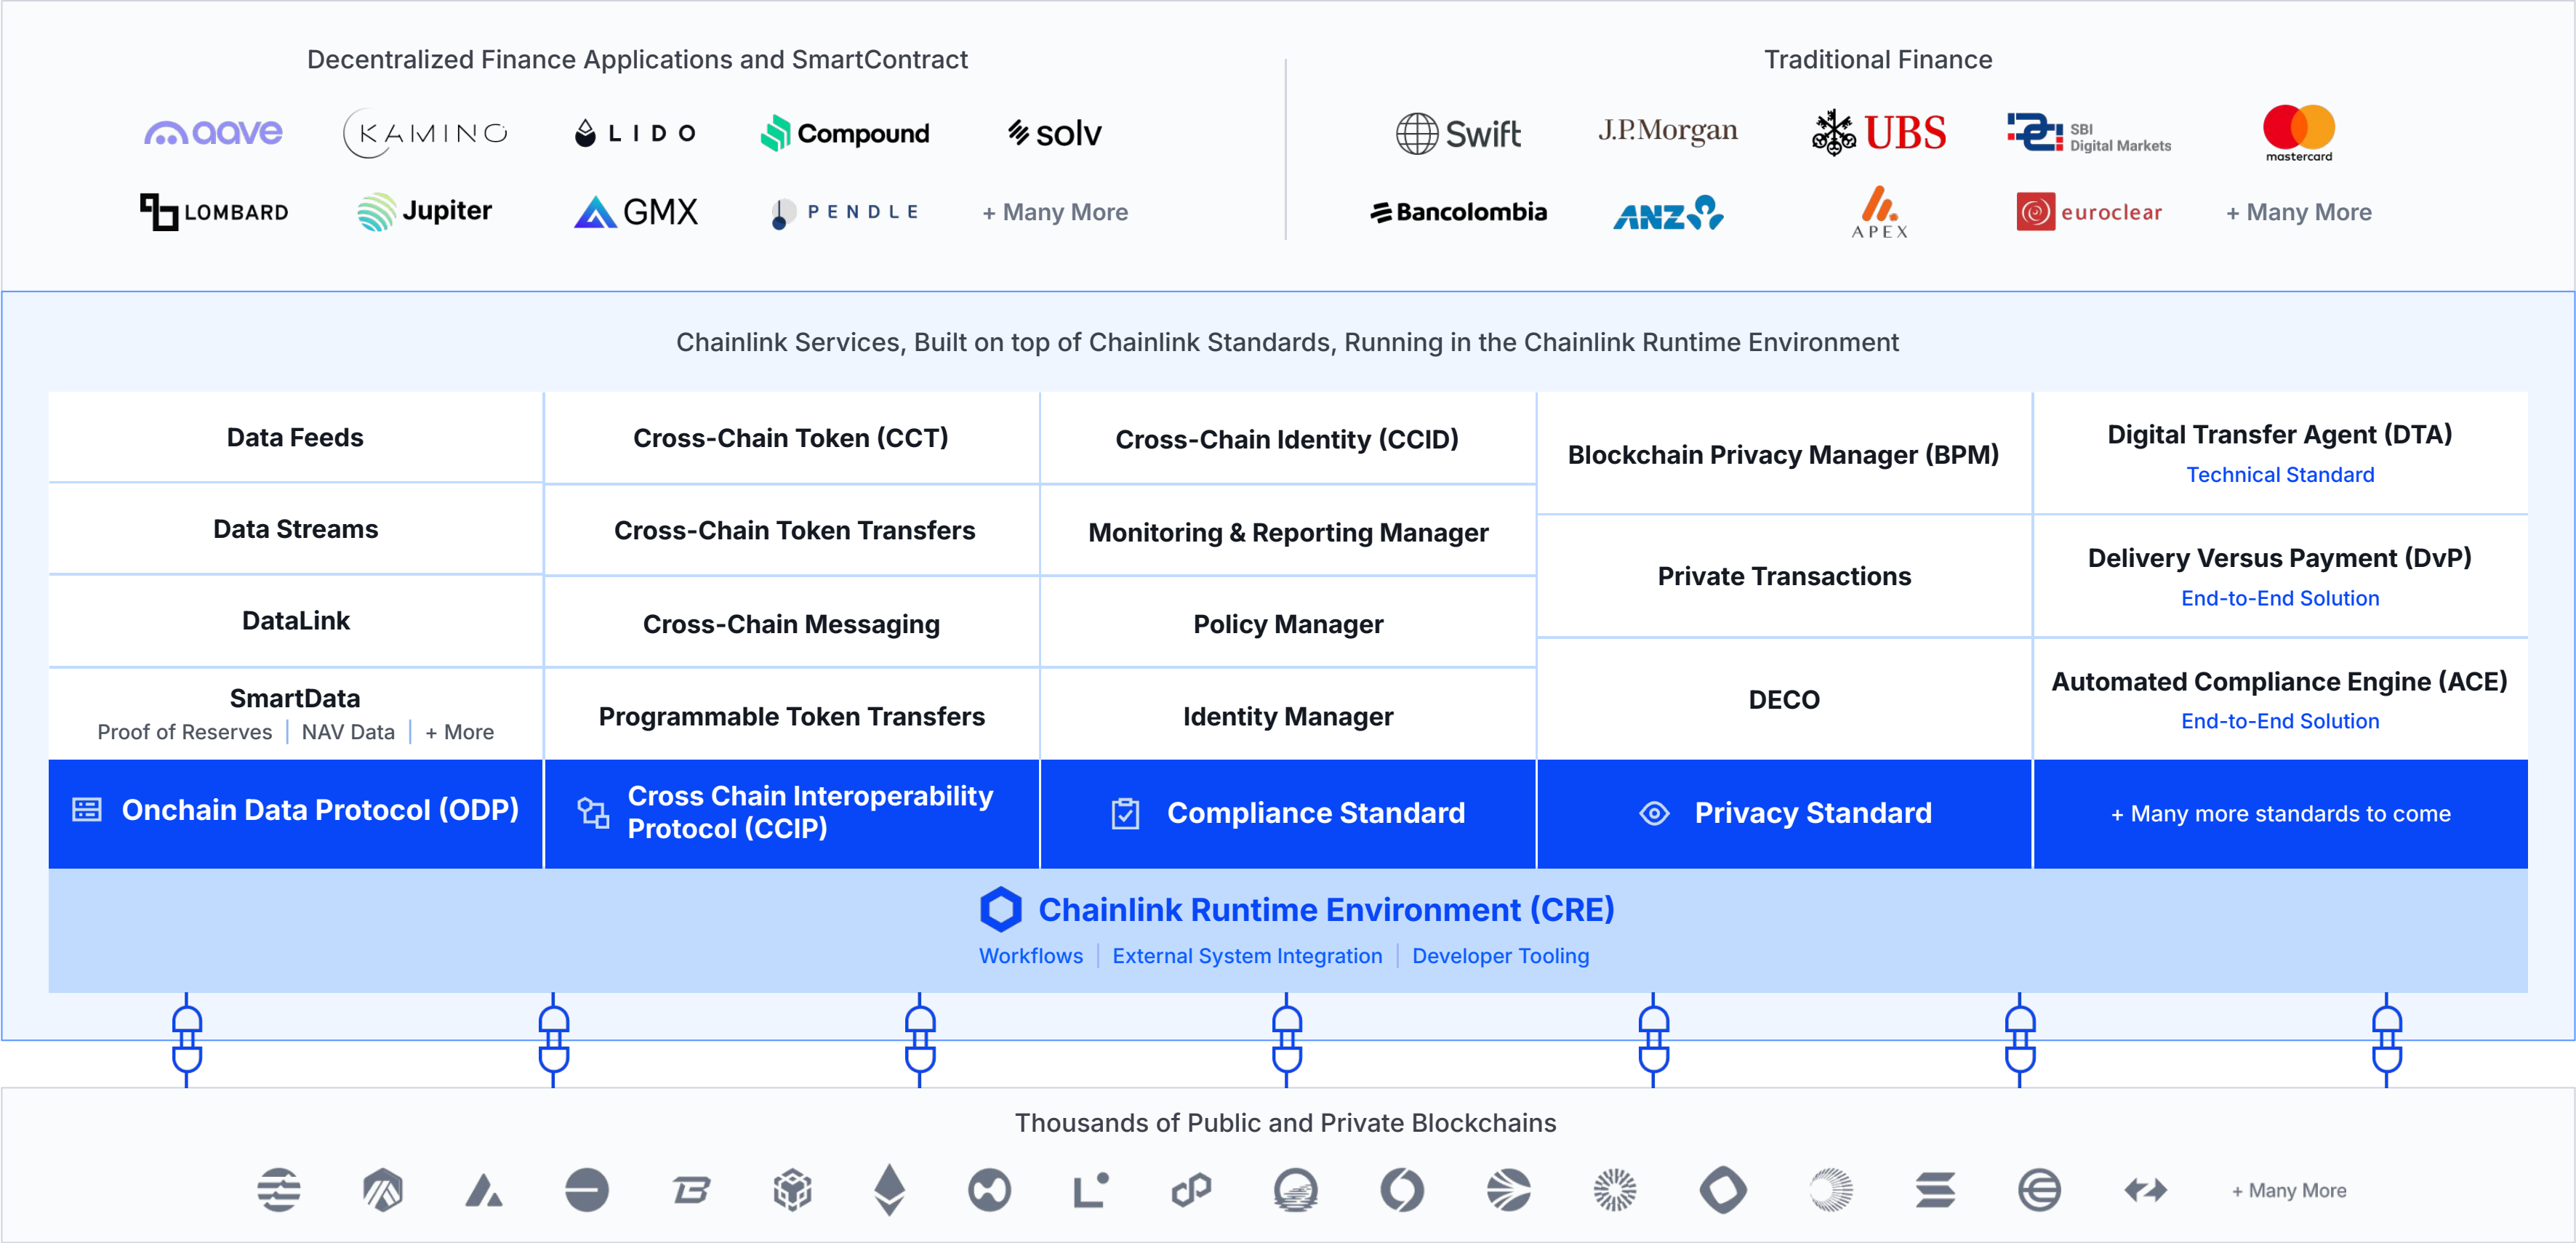 Decentralized Finance Applications and SmartContract
aave
KAMINO
LIDO
Compound
solv
LOMBARD
Jupiter
GMX
PENDLE
+ Many More
Traditional Finance
Swift
J.P.Morgan
UBS
SBI
Digital Markets
mastercard
Bancolombia
ANZ
APEX
euroclear
+ Many More
Chainlink Services, Built on top of Chainlink Standards, Running in the Chainlink Runtime Environment
Data Feeds
Data Streams
DataLink
SmartData
Proof of Reserves | NAV Data | + More
Onchain Data Protocol (ODP)
Cross-Chain Token (CCT)
Cross-Chain Token Transfers
Cross-Chain Messaging
Programmable Token Transfers
Cross Chain Interoperability
Protocol (CCIP)
Cross-Chain Identity (CCID)
Monitoring & Reporting Manager
Policy Manager
Identity Manager
Compliance Standard
Blockchain Privacy Manager (BPM)
Private Transactions
DECO
Privacy Standard
Digital Transfer Agent (DTA)
Technical Standard
Delivery Versus Payment (DvP)
End-to-End Solution
Automated Compliance Engine (ACE)
End-to-End Solution
+ Many more standards to come
Chainlink Runtime Environment (CRE)
Workflows | External System Integration | Developer Tooling
Thousands of Public and Private Blockchains
+ Many More